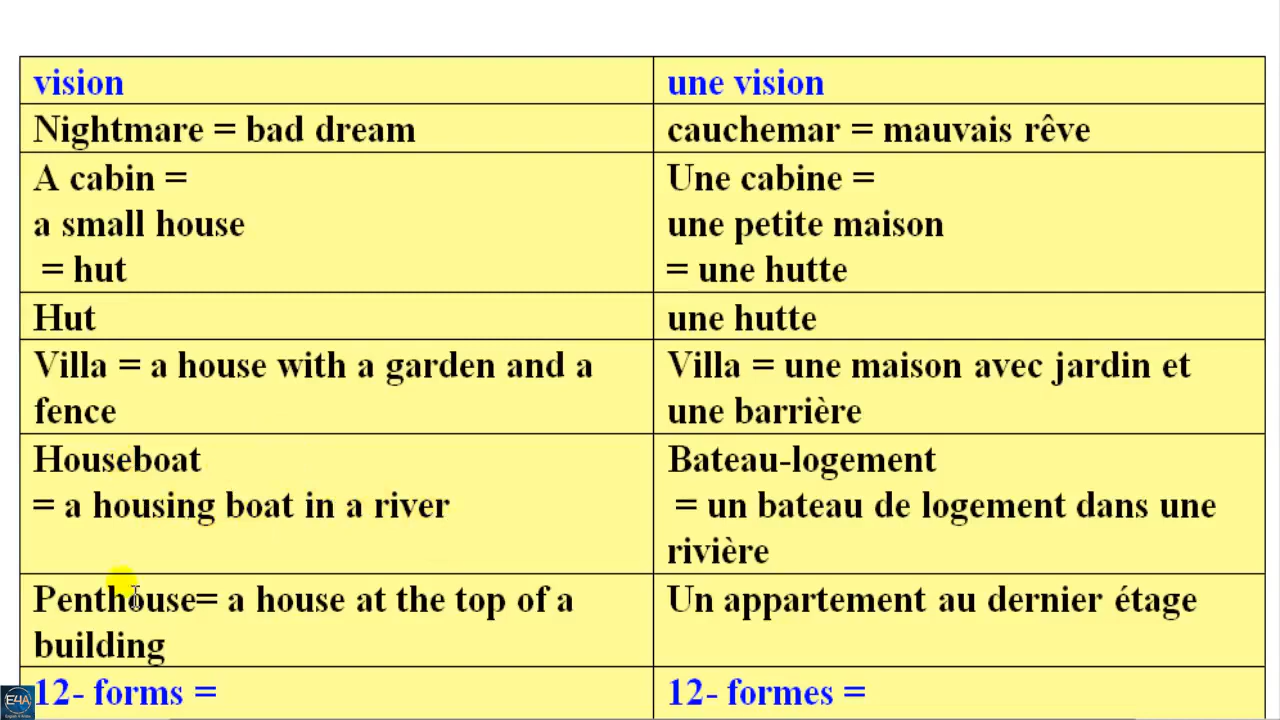 vision
une vision
Nightmare = bad dream
cauchemar = mauvais rêve
A cabin =
a small house
= hut
Une cabine =
une petite maison
= une hutte
Hut
une hutte
Villa = a house with a garden and a
fence
Villa = une maison avec jardin et
une barrière
Houseboat
= a housing boat in a river
Bateau-logement
= un bateau de logement dans une
rivière
Penthouse= a house at the top of a
building
Un appartement au dernier étage
12- forms =
12- formes =
E4A